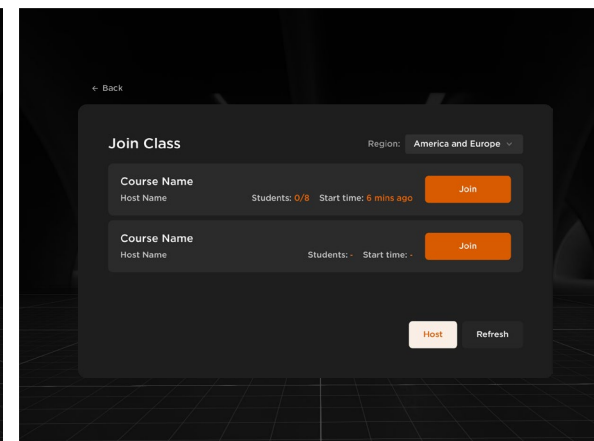 ← Back
Join Class
Region: America and Europe
Course Name
Host Name
Students: 0/8 Start time: 6 mins ago
Join
Course Name
Host Name
Students: - Start time: -
Join
Host
Refresh